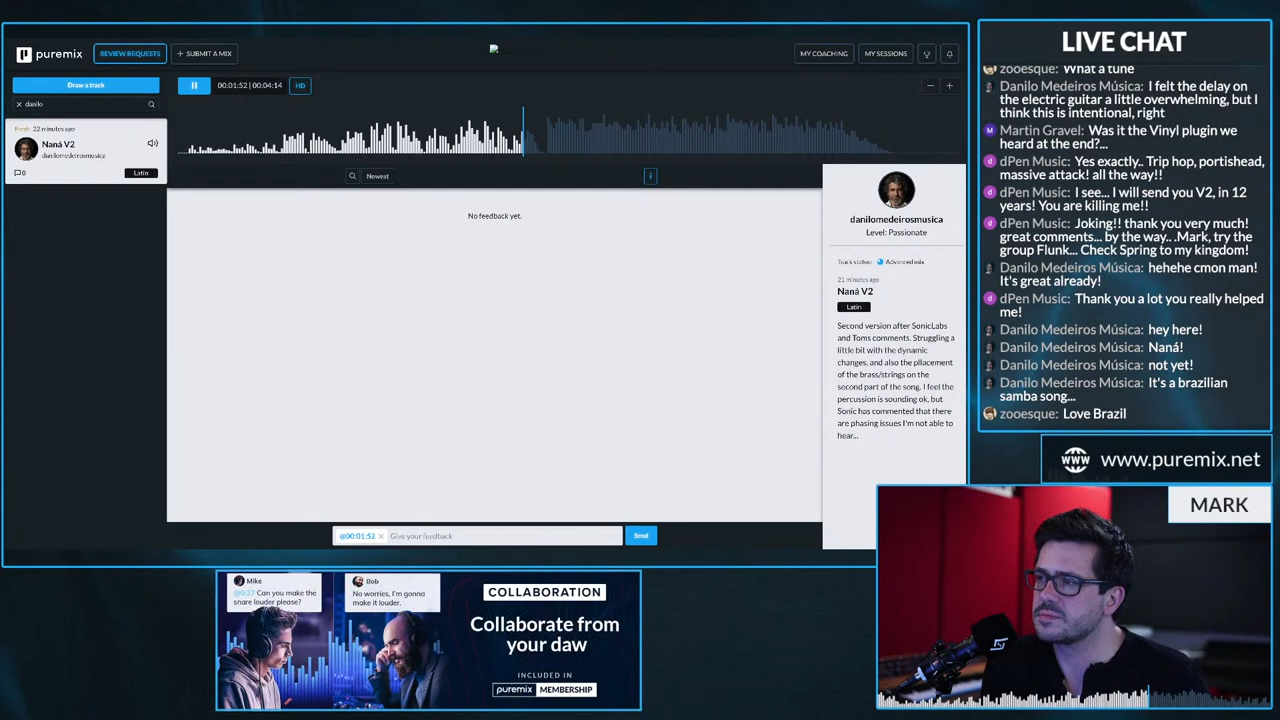 puremix
REVIEW REQUESTS
+ SUBMIT A MIX
MY COACHING
MY SESSIONS
Draw a track
danilo
00:01:52 | 00:04:14
HD
Fresh 22 minutes ago
Naná V2
danilomedeirosmusica
0
Latin
Newest
No feedback yet.
danilomedeirosmusica
Level: Passionate
Track status: Advanced mix
21 minutes ago
Naná V2
Latin
Second version after SonicLabs
and Toms comments. Struggling a
little bit with the dynamic
changes, and also the pllacement
of the brass/strings on the
second part of the song. I feel the
percussion is sounding ok, but
Sonic has commented that there
are phasing issues I'm not able to
hear...
@00:01:52
Give your feedback
Send
LIVE CHAT
zooesque: What a tune
Danilo Medeiros Música: I felt the delay on
the electric guitar a little overwhelming, but I
think this is intentional, right
Martin Gravel: Was it the Vinyl plugin we
heard at the end?...
dPen Music: Yes exactly.. Trip hop, portishead,
massive attack! all the way!!
dPen Music: I see... I will send you V2, in 12
years! You are killing me!!
dPen Music: Joking!! thank you very much!
great comments... by the way.. .Mark, try the
group Flunk... Check Spring to my kingdom!
Danilo Medeiros Música: hehehe cmon man!
It's great already!
dPen Music: Thank you a lot you really helped
me!
Danilo Medeiros Música: hey here!
Danilo Medeiros Música: Naná!
Danilo Medeiros Música: not yet!
Danilo Medeiros Música: It's a brazilian
samba song...
zooesque: Love Brazil
WWW
www.puremix.net
MARK
Mike
@0:27 Can you make the
snare louder please?
Bob
No worries, I'm gonna
make it louder.
COLLABORATION
Collaborate from
your daw
INCLUDED IN
puremix MEMBERSHIP